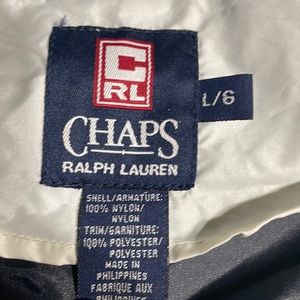 C
RL
CHAPS
RALPH LAUREN
L/G
SHELL/ARMATURE:
100% NYLON/
NYLON
TRIM/GARNITURE:
100% POLYESTER/
POLYESTER
MADE IN
PHILIPPINES
FABRIQUE AUX
PHILIPPINES